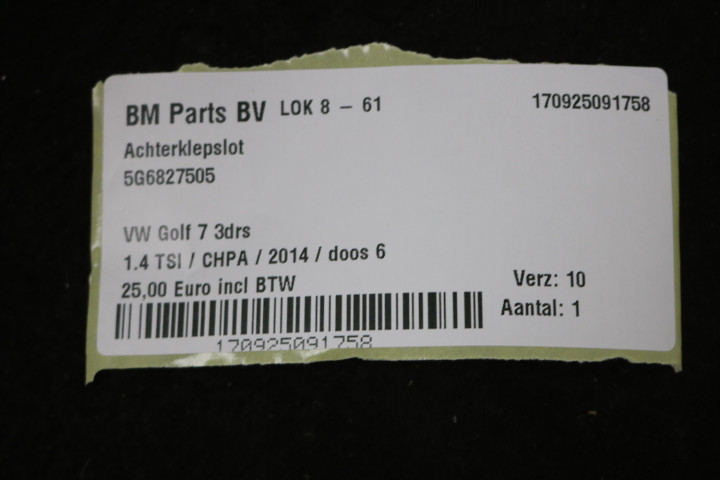 BM Parts BV LOK 8 - 61 170925091758
Achterklepslot
5G6827505
VW Golf 7 3drs
1.4 TSI / CHPA / 2014 / doos 6
25,00 Euro incl BTW Verz: 10
Aantal: 1
170925091758